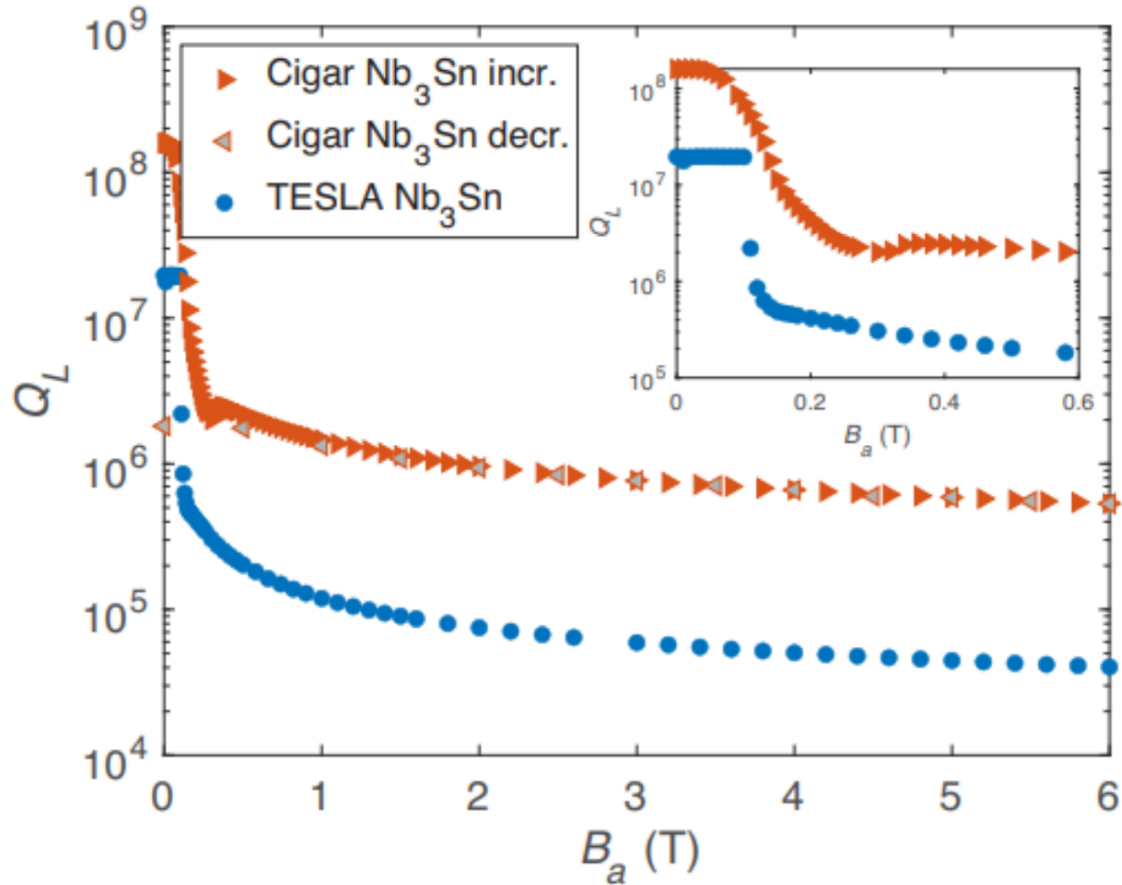 10^9
10^8
10^7
10^6
10^5
10^4
Q_L
Cigar Nb_3Sn incr.
Cigar Nb_3Sn decr.
TESLA Nb_3Sn
10^8
10^7
10^6
10^5
Q_L
0 0.2 0.4 0.6
B_a (T)
0 1 2 3 4 5 6
B_a (T)